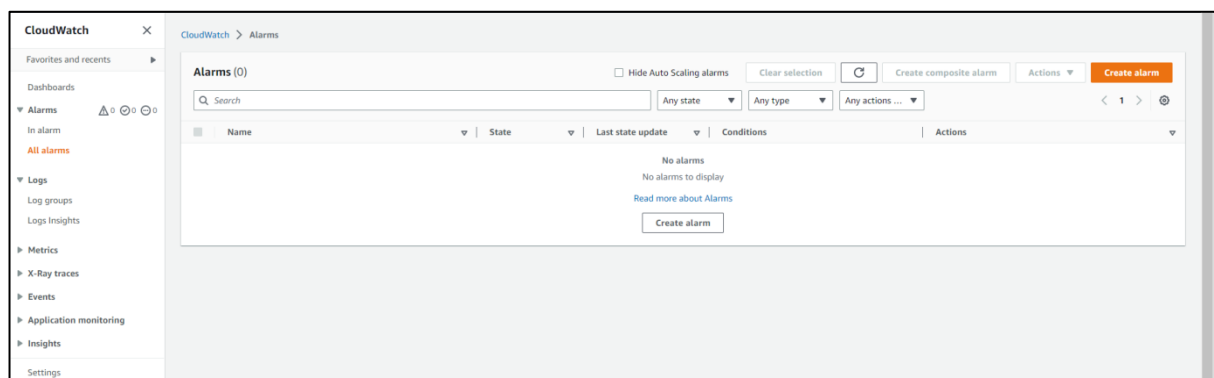 CloudWatch
Favorites and recents
Dashboards
Alarms 0 0 0
In alarm
All alarms
Logs
Log groups
Logs Insights
Metrics
X-Ray traces
Events
Application monitoring
Insights
Settings
CloudWatch > Alarms
Alarms (0)
Hide Auto Scaling alarms Clear selection Create composite alarm Actions Create alarm
Search Any state Any type Any actions ... 1
Name State Last state update Conditions Actions
No alarms
No alarms to display
Read more about Alarms
Create alarm